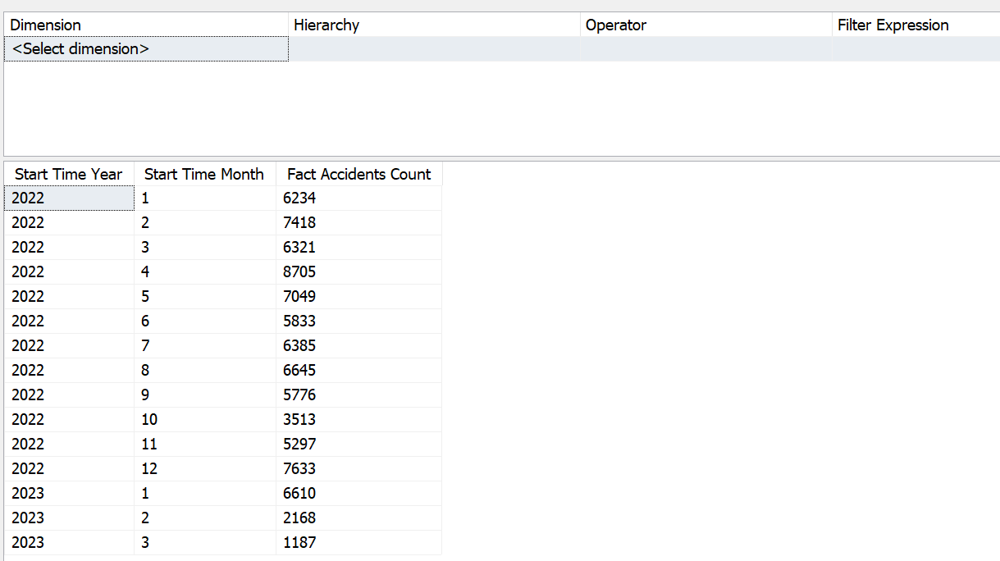 Dimension Hierarchy Operator Filter Expression
<Select dimension>
Start Time Year Start Time Month Fact Accidents Count
2022 1 6234
2022 2 7418
2022 3 6321
2022 4 8705
2022 5 7049
2022 6 5833
2022 7 6385
2022 8 6645
2022 9 5776
2022 10 3513
2022 11 5297
2022 12 7633
2023 1 6610
2023 2 2168
2023 3 1187